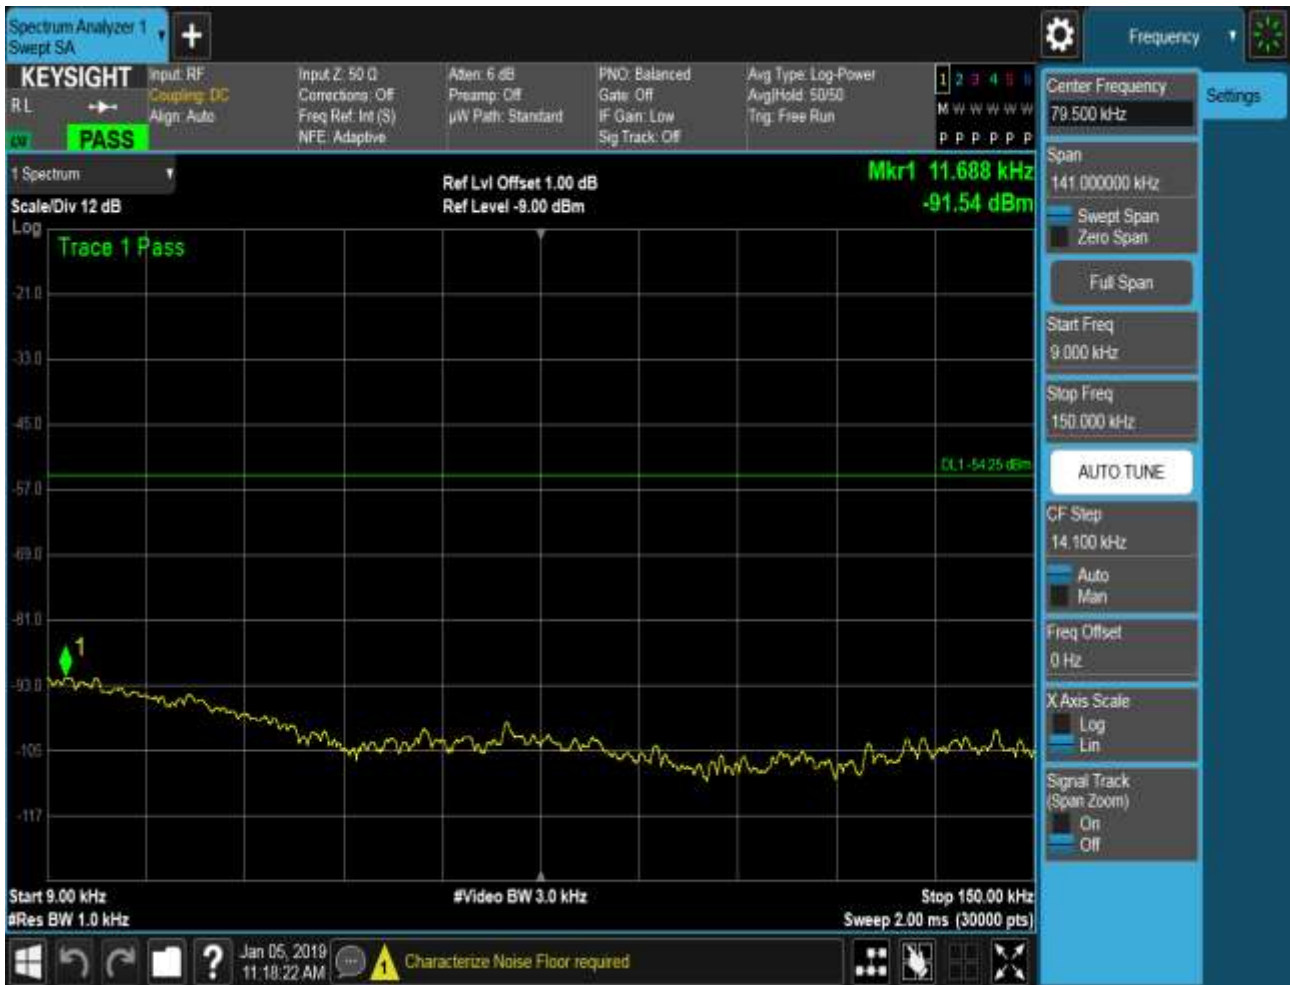 Spectrum Analyzer 1
Swept SA
Frequency
KEYSIGHT
R L
PASS
Input: RF
Coupling: DC
Align: Auto
Input Z: 50 Ω
Corrections: Off
Freq Ref: Int (S)
NFE: Adaptive
Atten: 6 dB
Preamp: Off
µW Path: Standard
PNO: Balanced
Gate: Off
IF Gain: Low
Sig Track: Off
Avg Type: Log-Power
Avg|Hold: 50/50
Trig: Free Run
1 2 3 4 5 6
M W W W W W
P P P P P P
1 Spectrum
Scale/Div 12 dB
Ref Lvl Offset 1.00 dB
Ref Level -9.00 dBm
Mkr1 11.688 kHz
-91.54 dBm
Log
Trace 1 Pass
-21.0
-33.0
-45.0
DL1 -54.25 dBm
-57.0
-69.0
-81.0
1
-93.0
-105
-117
Start 9.00 kHz
#Video BW 3.0 kHz
Stop 150.00 kHz
#Res BW 1.0 kHz
Sweep 2.00 ms (30000 pts)
Center Frequency
79.500 kHz
Settings
Span
141.000000 kHz
Swept Span
Zero Span
Full Span
Start Freq
9.000 kHz
Stop Freq
150.000 kHz
AUTO TUNE
CF Step
14.100 kHz
Auto
Man
Freq Offset
0 Hz
X Axis Scale
Log
Lin
Signal Track
(Span Zoom)
On
Off
?
Jan 05, 2019
11:18:22 AM
1
Characterize Noise Floor required